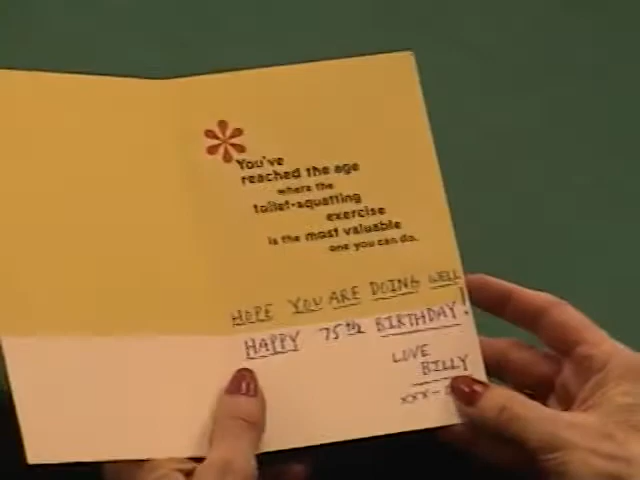 You've
reached the age
where the
toilet-squatting
exercise
is the most valuable
one you can do.
HOPE YOU ARE DOING WELL
HAPPY 75th BIRTHDAY!
LOVE
BILLY